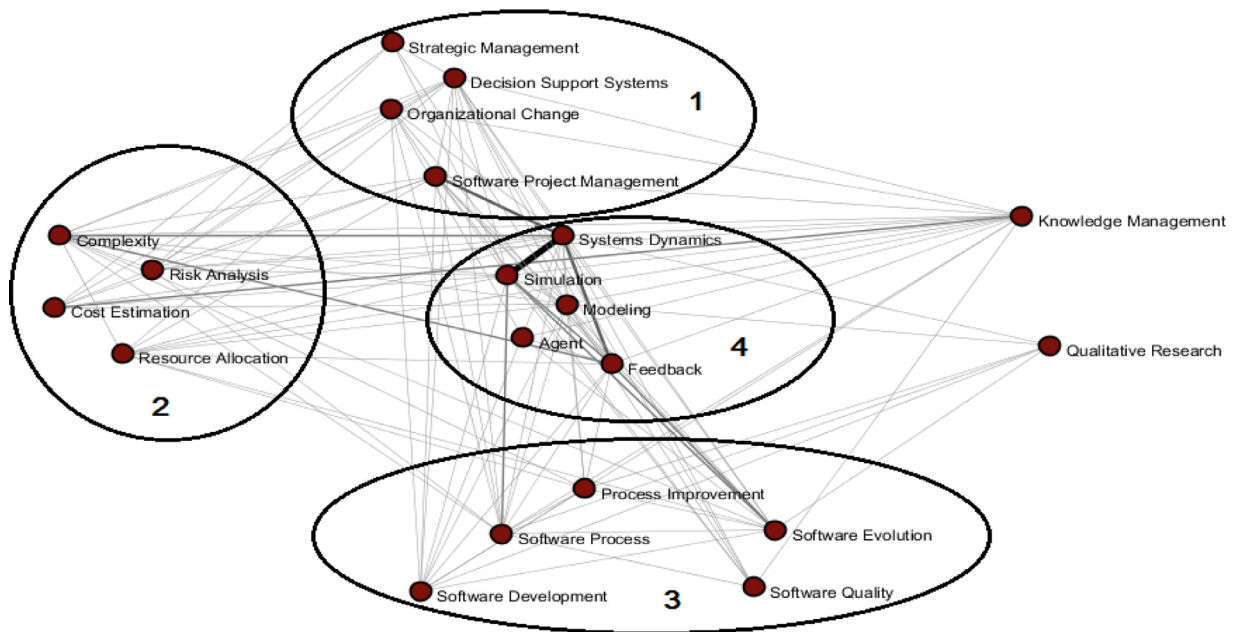 Strategic Management
Decision Support Systems
1
Organizational Change
Software Project Management
Knowledge Management
Complexity
Systems Dynamics
Risk Analysis
Simulation
Cost Estimation
Modeling
Agent
4
Qualitative Research
Resource Allocation
Feedback
2
Process Improvement
Software Process
Software Evolution
Software Development
3
Software Quality